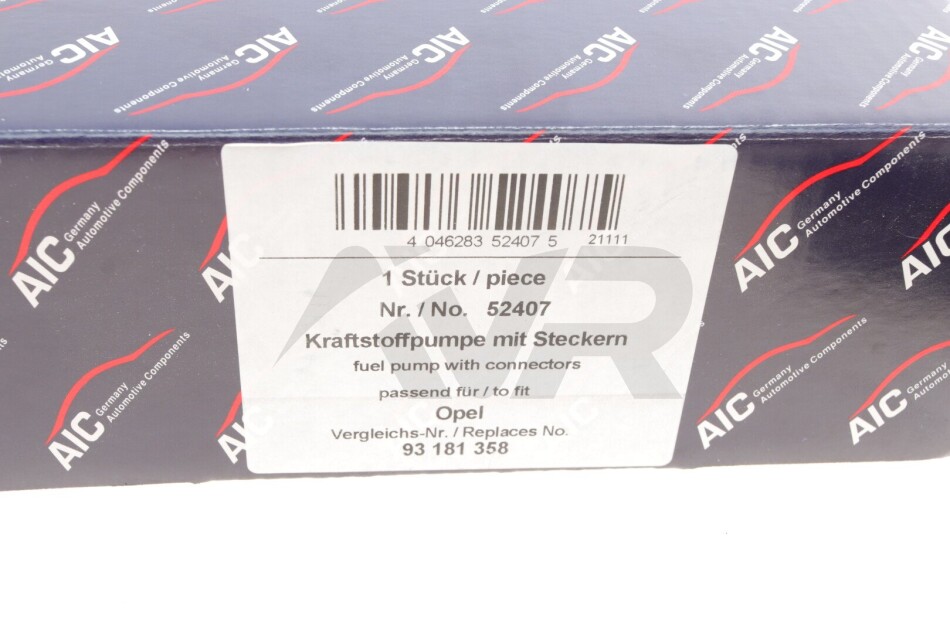 AIC Germany Automotive Components
4 046283 52407 5 21111
1 Stück / piece
Nr. / No. 52407
Kraftstoffpumpe mit Steckern
fuel pump with connectors
passend für / to fit
Opel
Vergleichs-Nr. / Replaces No.
93 181 358